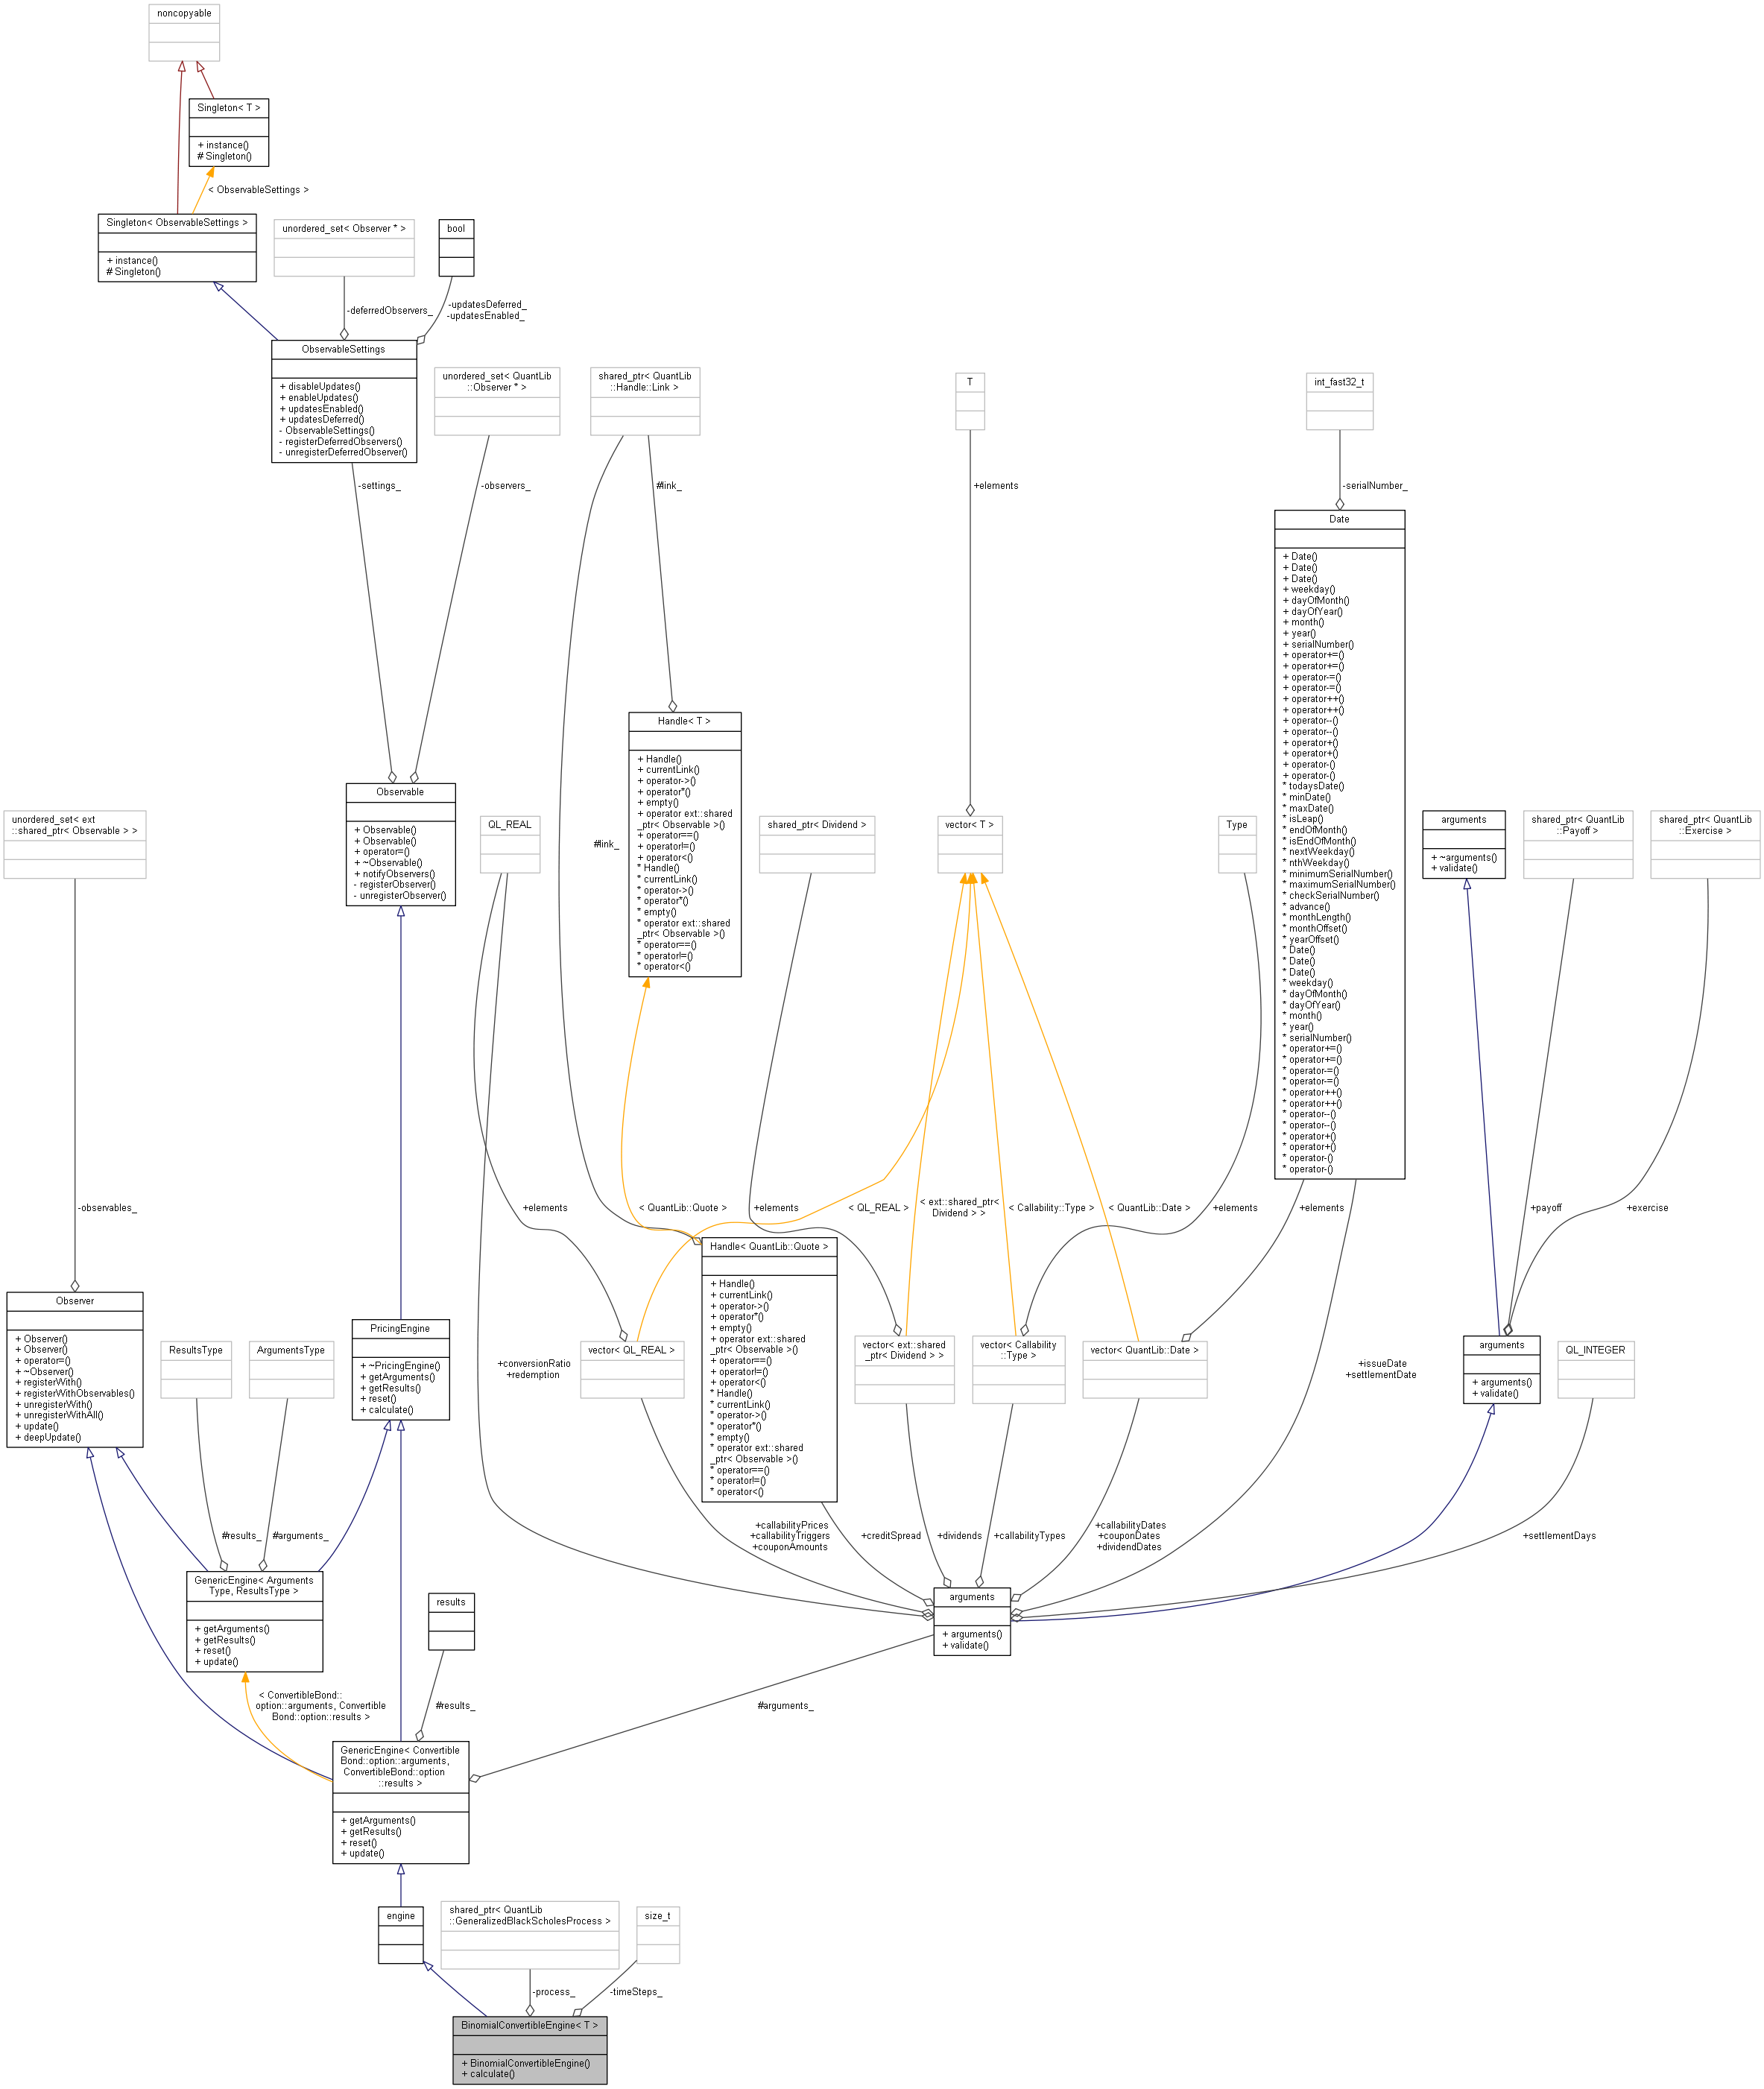 noncopyable
Singleton< T >
+ instance()
# Singleton()
< ObservableSettings >
Singleton< ObservableSettings >
+ instance()
# Singleton()
unordered_set< Observer * >
bool
-deferredObservers_
-updatesDeferred_
-updatesEnabled_
ObservableSettings
+ disableUpdates()
+ enableUpdates()
+ updatesEnabled()
+ updatesDeferred()
- ObservableSettings()
- registerDeferredObservers()
- unregisterDeferredObserver()
unordered_set< QuantLib
::Observer * >
shared_ptr< QuantLib
::Handle::Link >
T
int_fast32_t
-settings_
-observers_
#link_
+elements
-serialNumber_
Date
+ Date()
+ Date()
+ Date()
+ weekday()
+ dayOfMonth()
+ dayOfYear()
+ month()
+ year()
+ serialNumber()
+ operator+=()
+ operator+=()
+ operator-=()
+ operator-=()
+ operator++()
+ operator++()
+ operator--()
+ operator--()
+ operator+()
+ operator+()
+ operator-()
+ operator-()
* todaysDate()
* minDate()
* maxDate()
* isLeap()
* endOfMonth()
* isEndOfMonth()
* nextWeekday()
* nthWeekday()
* minimumSerialNumber()
* maximumSerialNumber()
* checkSerialNumber()
* advance()
* monthLength()
* monthOffset()
* yearOffset()
* Date()
* Date()
* Date()
* weekday()
* dayOfMonth()
* dayOfYear()
* month()
* year()
* serialNumber()
* operator+=()
* operator+=()
* operator-=()
* operator-=()
* operator++()
* operator++()
* operator--()
* operator--()
* operator+()
* operator+()
* operator-()
* operator-()
Handle< T >
+ Handle()
+ currentLink()
+ operator->()
+ operator*()
+ empty()
+ operator ext::shared
_ptr< Observable >()
+ operator==()
+ operator!=()
+ operator<()
* Handle()
* currentLink()
* operator->()
* operator*()
* empty()
* operator ext::shared
_ptr< Observable >()
* operator==()
* operator!=()
* operator<()
Observable
+ Observable()
+ Observable()
+ operator=()
+ ~Observable()
+ notifyObservers()
- registerObserver()
- unregisterObserver()
unordered_set< ext
::shared_ptr< Observable > >
QL_REAL
#link_
shared_ptr< Dividend >
vector< T >
Type
arguments
+ ~arguments()
+ validate()
shared_ptr< QuantLib
::Payoff >
shared_ptr< QuantLib
::Exercise >
-observables_
+elements
< QuantLib::Quote >
+elements
< QL_REAL >
< ext::shared_ptr<
Dividend > >
< Callability::Type >
< QuantLib::Date >
+elements
+elements
+payoff
+exercise
Handle< QuantLib::Quote >
+ Handle()
+ currentLink()
+ operator->()
+ operator*()
+ empty()
+ operator ext::shared
_ptr< Observable >()
+ operator==()
+ operator!=()
+ operator<()
* Handle()
* currentLink()
* operator->()
* operator*()
* empty()
* operator ext::shared
_ptr< Observable >()
* operator==()
* operator!=()
* operator<()
Observer
+ Observer()
+ Observer()
+ operator=()
+ ~Observer()
+ registerWith()
+ registerWithObservables()
+ unregisterWith()
+ unregisterWithAll()
+ update()
+ deepUpdate()
ResultsType
ArgumentsType
PricingEngine
+ ~PricingEngine()
+ getArguments()
+ getResults()
+ reset()
+ calculate()
+conversionRatio
+redemption
vector< QL_REAL >
vector< ext::shared
_ptr< Dividend > >
vector< Callability
::Type >
vector< QuantLib::Date >
+issueDate
+settlementDate
arguments
+ arguments()
+ validate()
QL_INTEGER
#results_
#arguments_
+callabilityPrices
+callabilityTriggers
+couponAmounts
+creditSpread
+dividends
+callabilityTypes
+callabilityDates
+couponDates
+dividendDates
+settlementDays
GenericEngine< Arguments
Type, ResultsType >
+ getArguments()
+ getResults()
+ reset()
+ update()
results
arguments
+ arguments()
+ validate()
< ConvertibleBond::
option::arguments, Convertible
Bond::option::results >
#results_
#arguments_
GenericEngine< Convertible
Bond::option::arguments,
ConvertibleBond::option
::results >
+ getArguments()
+ getResults()
+ reset()
+ update()
engine
shared_ptr< QuantLib
::GeneralizedBlackScholesProcess >
size_t
-process_
-timeSteps_
BinomialConvertibleEngine< T >
+ BinomialConvertibleEngine()
+ calculate()